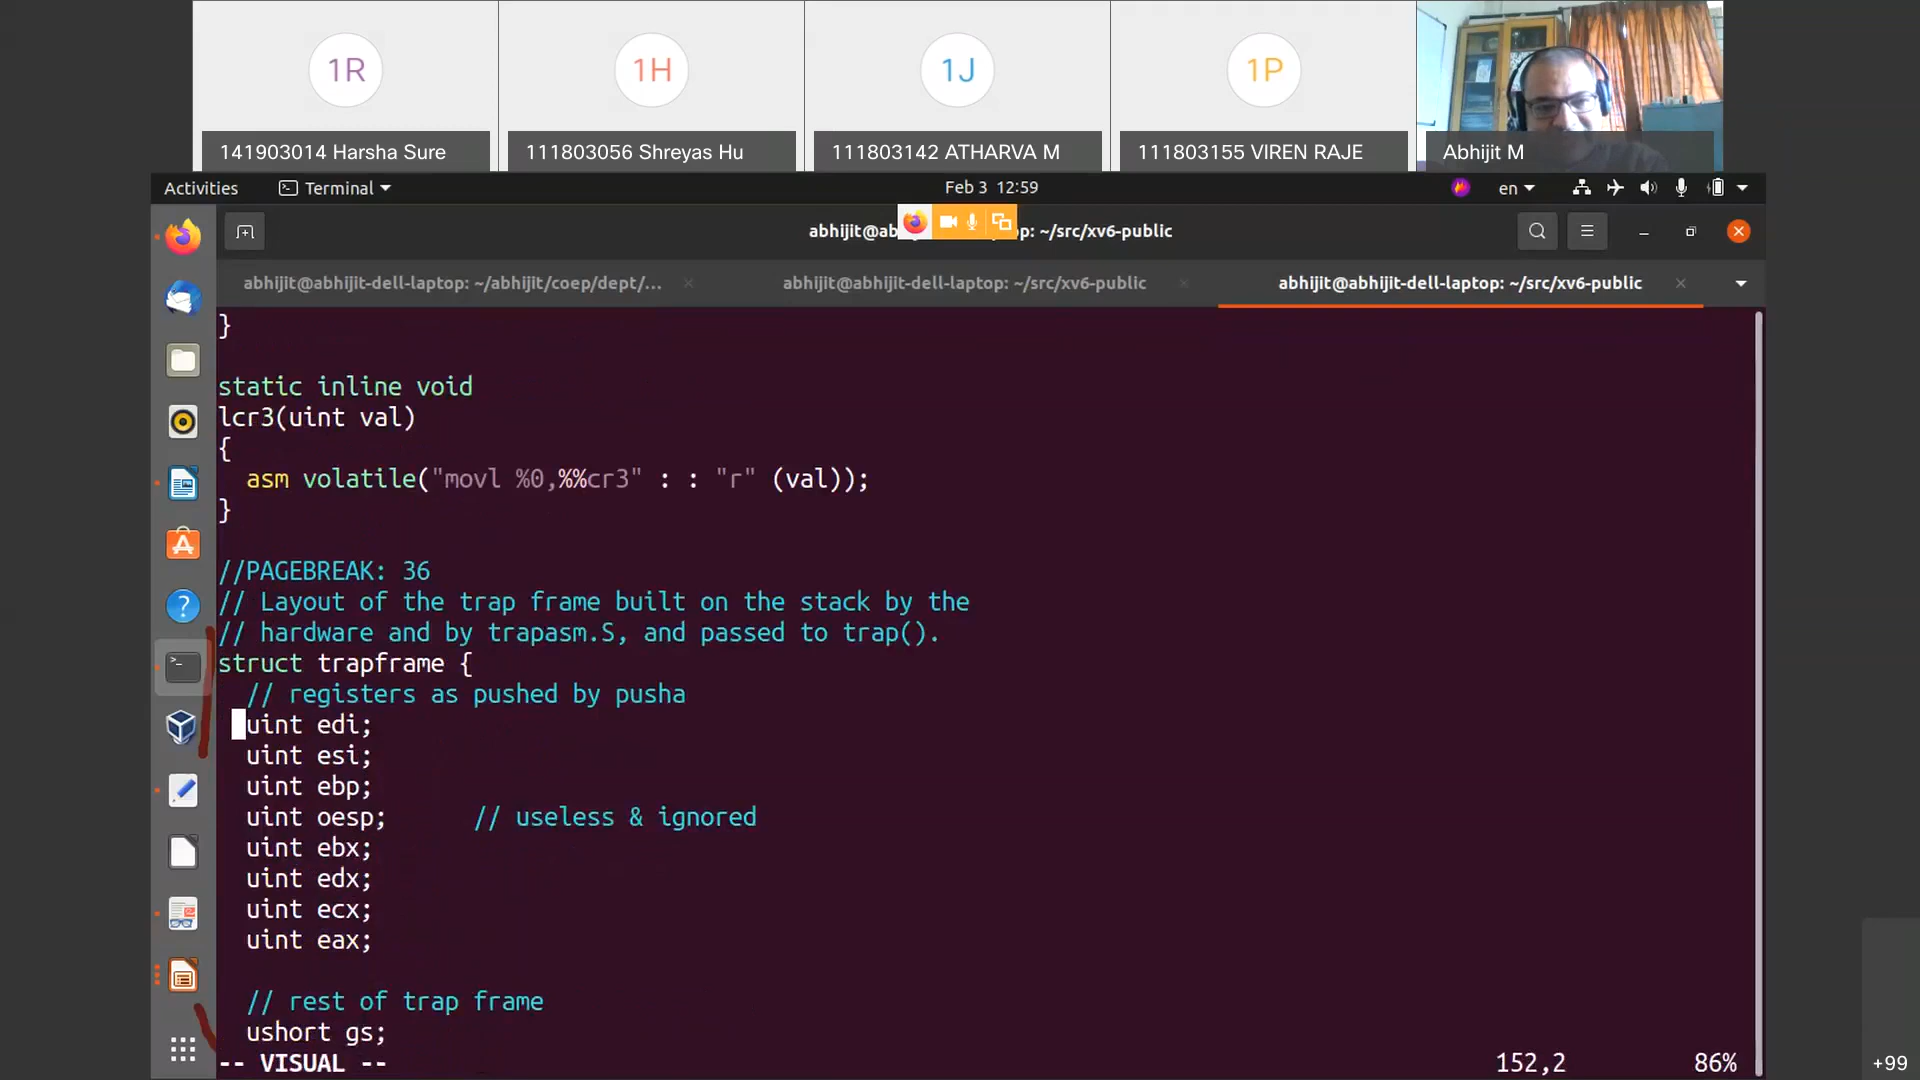 1R
1H
1J
1P
141903014 Harsha Sure
111803056 Shreyas Hu
111803142 ATHARVA M
111803155 VIREN RAJE
Abhijit M
Activities
Terminal
Feb 3 12:59
en
abhijit@ab
p: ~/src/xv6-public
abhijit@abhijit-dell-laptop: ~/abhijit/coep/dept/...
abhijit@abhijit-dell-laptop: ~/src/xv6-public
abhijit@abhijit-dell-laptop: ~/src/xv6-public
}
static inline void
lcr3(uint val)
{
asm volatile("movl %0,%%cr3" : : "r" (val));
}
//PAGEBREAK: 36
// Layout of the trap frame built on the stack by the
// hardware and by trapasm.S, and passed to trap().
struct trapframe {
// registers as pushed by pusha
uint edi;
uint esi;
uint ebp;
uint oesp; // useless & ignored
uint ebx;
uint edx;
uint ecx;
uint eax;
// rest of trap frame
ushort gs;
-- VISUAL -- 152,2 86%
+99